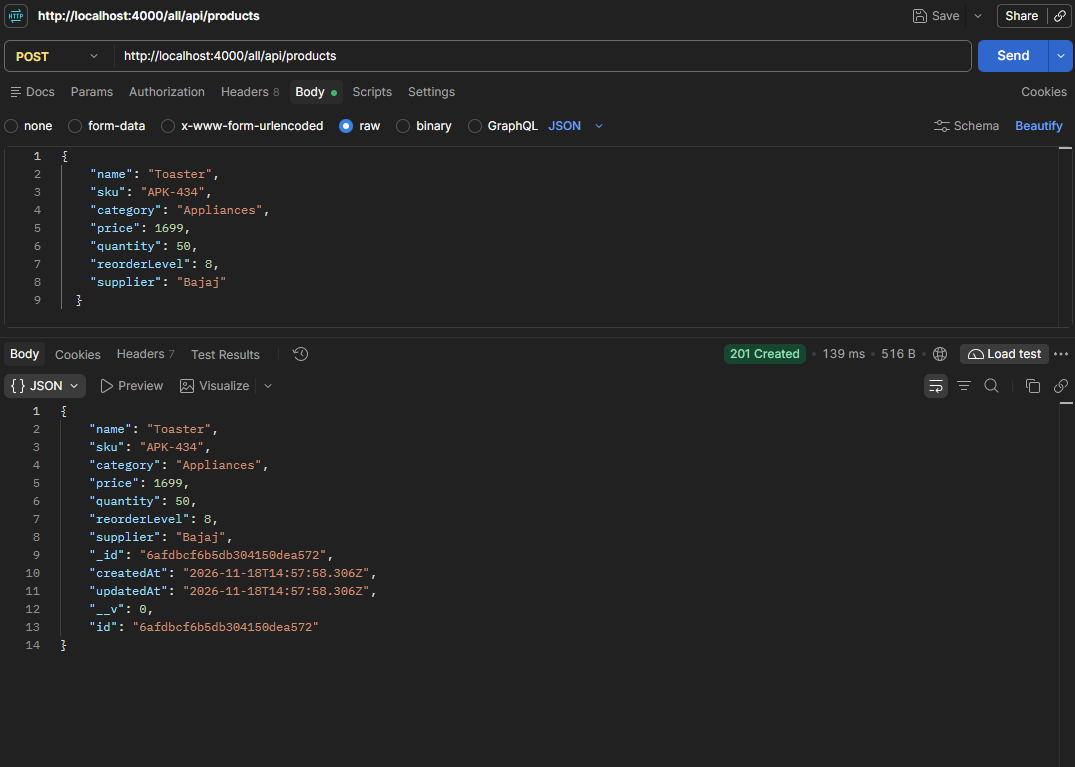 HTTP http://localhost:4000/all/api/products Save Share
POST http://localhost:4000/all/api/products Send
Docs Params Authorization Headers 8 Body Scripts Settings Cookies
none form-data x-www-form-urlencoded raw binary GraphQL JSON Schema Beautify
1 {
2 "name": "Toaster",
3 "sku": "APK-434",
4 "category": "Appliances",
5 "price": 1699,
6 "quantity": 50,
7 "reorderLevel": 8,
8 "supplier": "Bajaj"
9 }
Body Cookies Headers 7 Test Results 201 Created 139 ms 516 B Load test
{} JSON Preview Visualize
1 {
2 "name": "Toaster",
3 "sku": "APK-434",
4 "category": "Appliances",
5 "price": 1699,
6 "quantity": 50,
7 "reorderLevel": 8,
8 "supplier": "Bajaj",
9 "_id": "6afdbcf6b5db304150dea572",
10 "createdAt": "2026-11-18T14:57:58.306Z",
11 "updatedAt": "2026-11-18T14:57:58.306Z",
12 "__v": 0,
13 "id": "6afdbcf6b5db304150dea572"
14 }